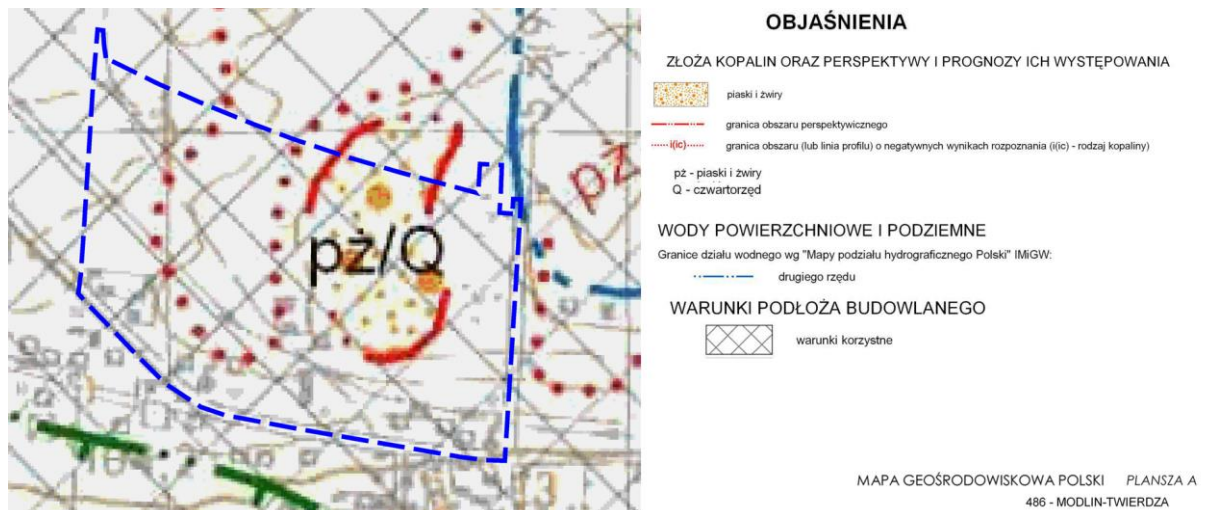 pż/Q
pż
OBJAŚNIENIA
ZŁOŻA KOPALIN ORAZ PERSPEKTYWY I PROGNOZY ICH WYSTĘPOWANIA
piaski i żwiry
granica obszaru perspektywicznego
i(ic) granica obszaru (lub linia profilu) o negatywnych wynikach rozpoznania (i(ic) - rodzaj kopaliny)
pż - piaski i żwiry
Q - czwartorzęd
WODY POWIERZCHNIOWE I PODZIEMNE
Granice działu wodnego wg "Mapy podziału hydrograficznego Polski" IMiGW:
drugiego rzędu
WARUNKI PODŁOŻA BUDOWLANEGO
warunki korzystne
MAPA GEOŚRODOWISKOWA POLSKI PLANSZA A
486 - MODLIN-TWIERDZA